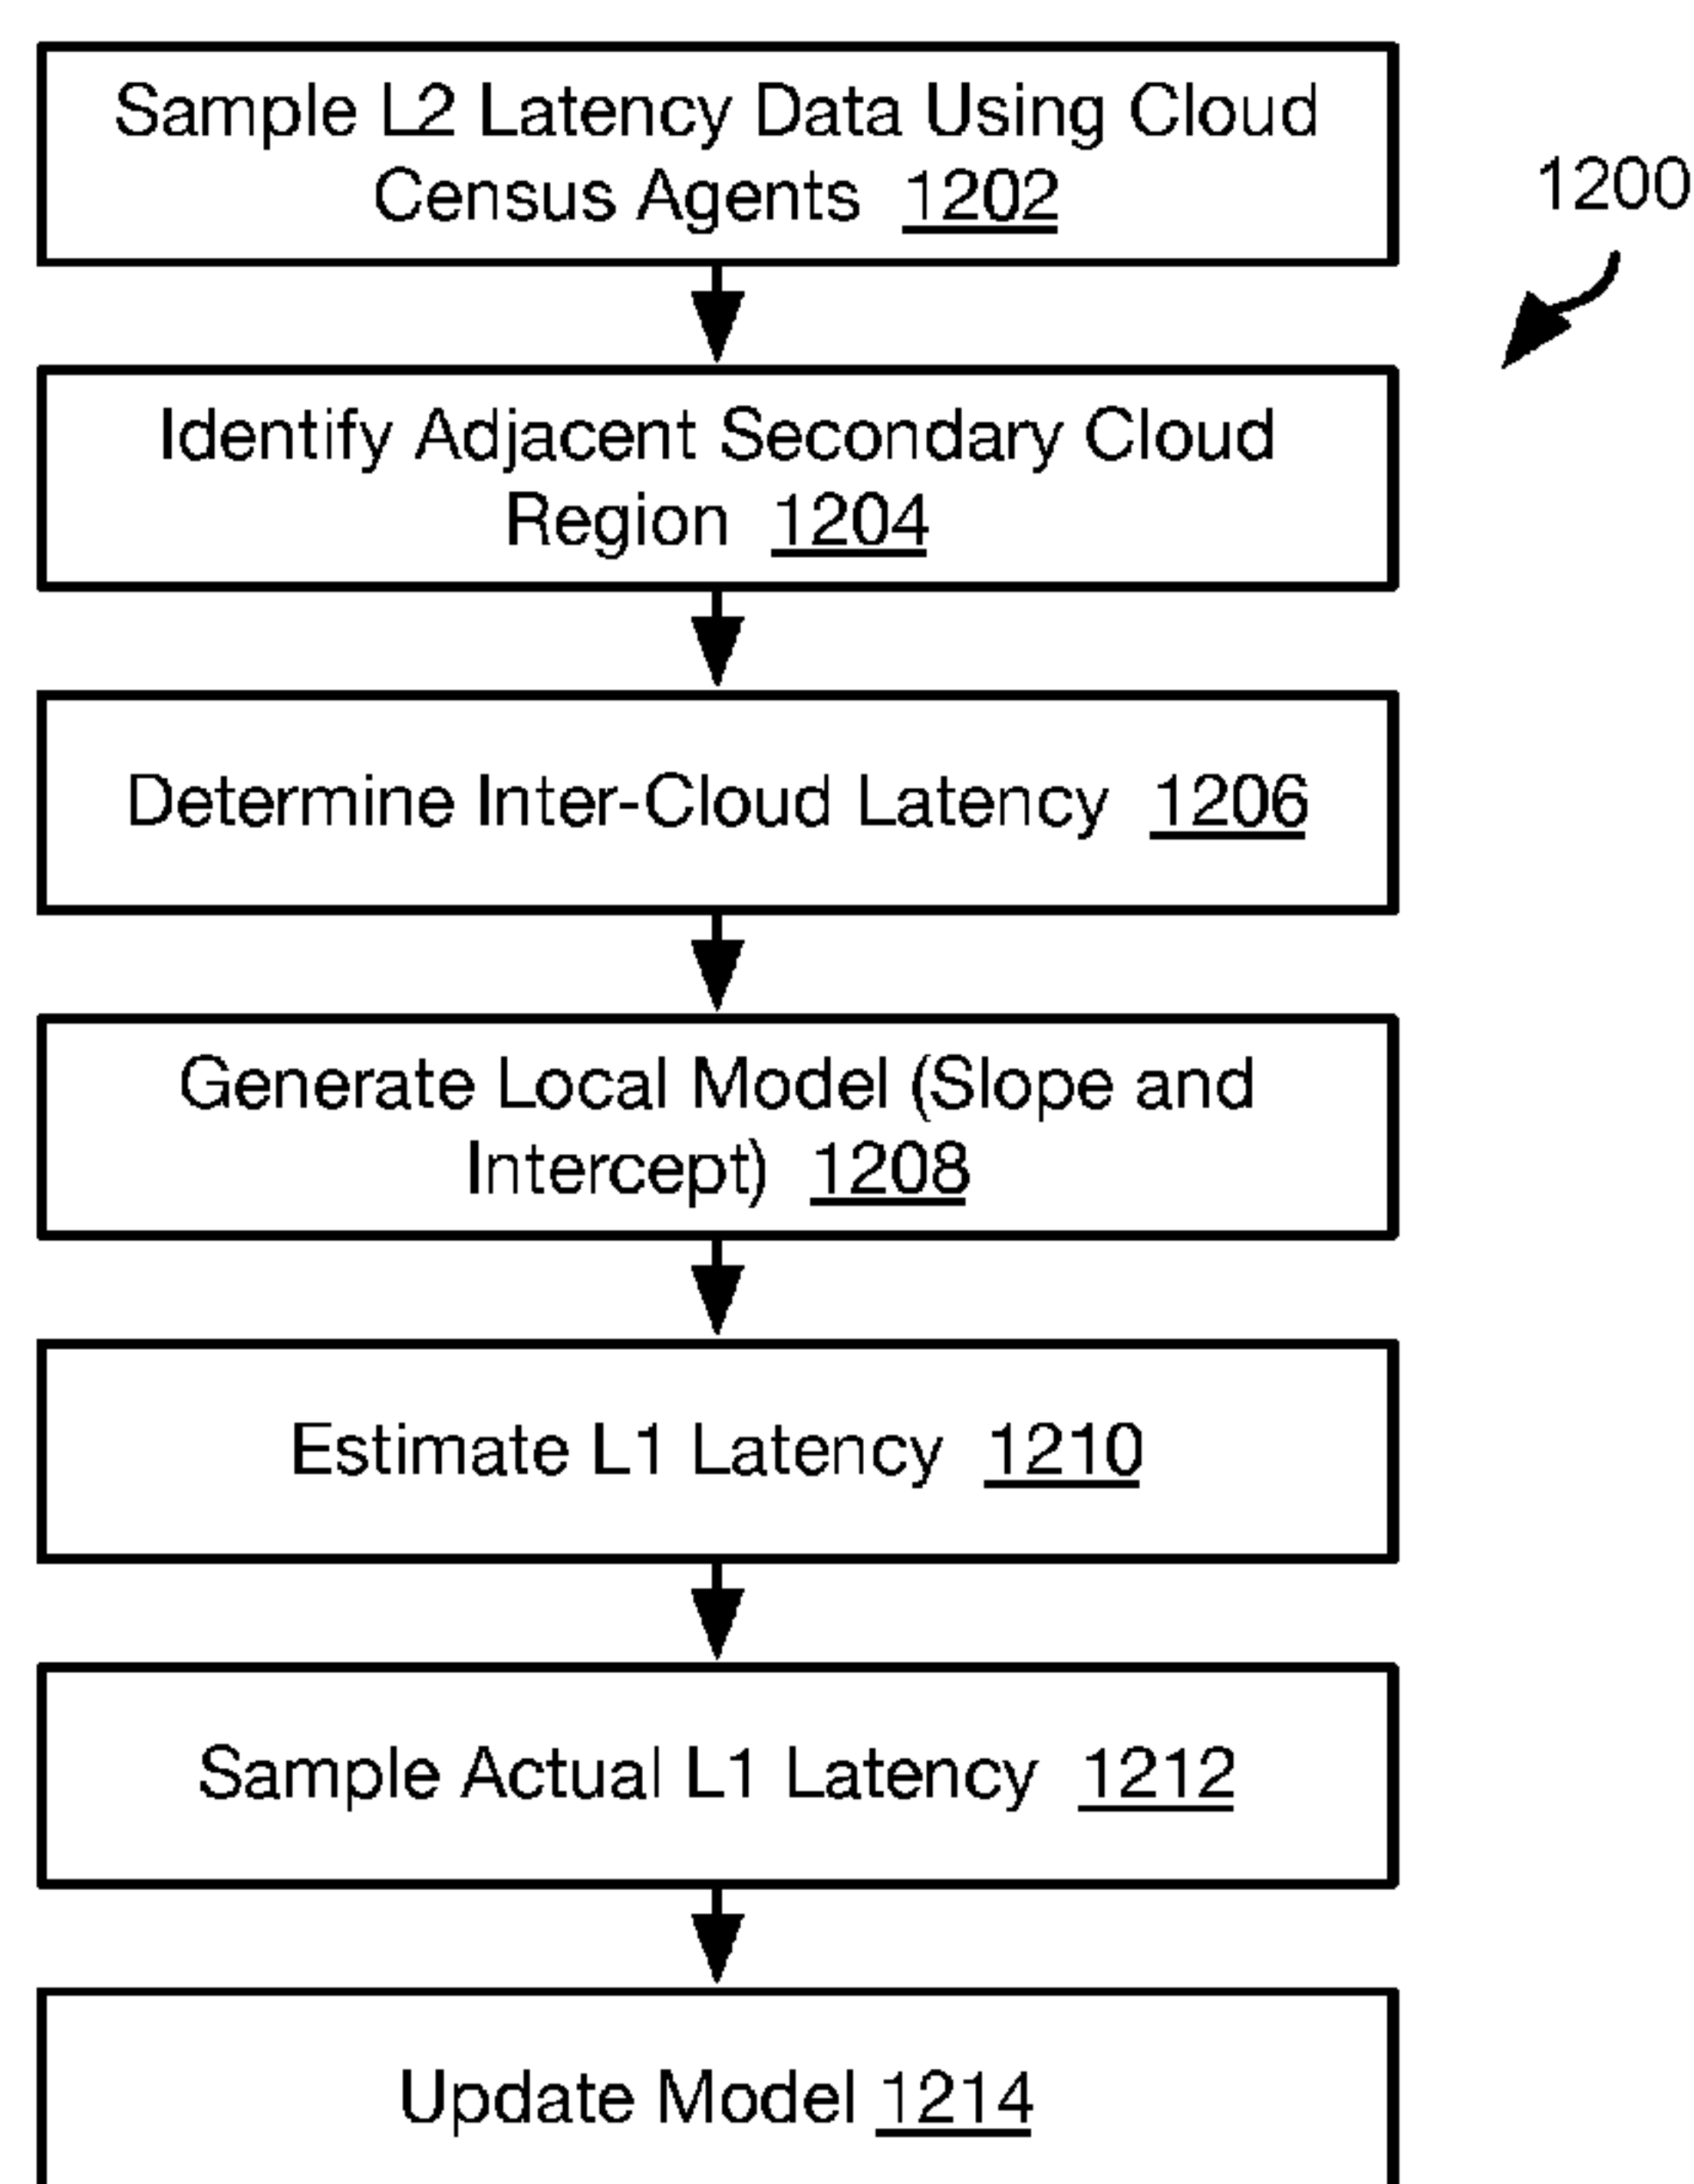 Sample L2 Latency Data Using Cloud
Census Agents 1202
1200
Identify Adjacent Secondary Cloud
Region 1204
Determine Inter-Cloud Latency 1206
Generate Local Model (Slope and
Intercept) 1208
Estimate L1 Latency 1210
Sample Actual L1 Latency 1212
Update Model 1214